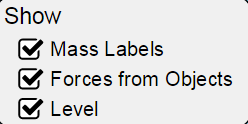 Show
Mass Labels
Forces from Objects
Level